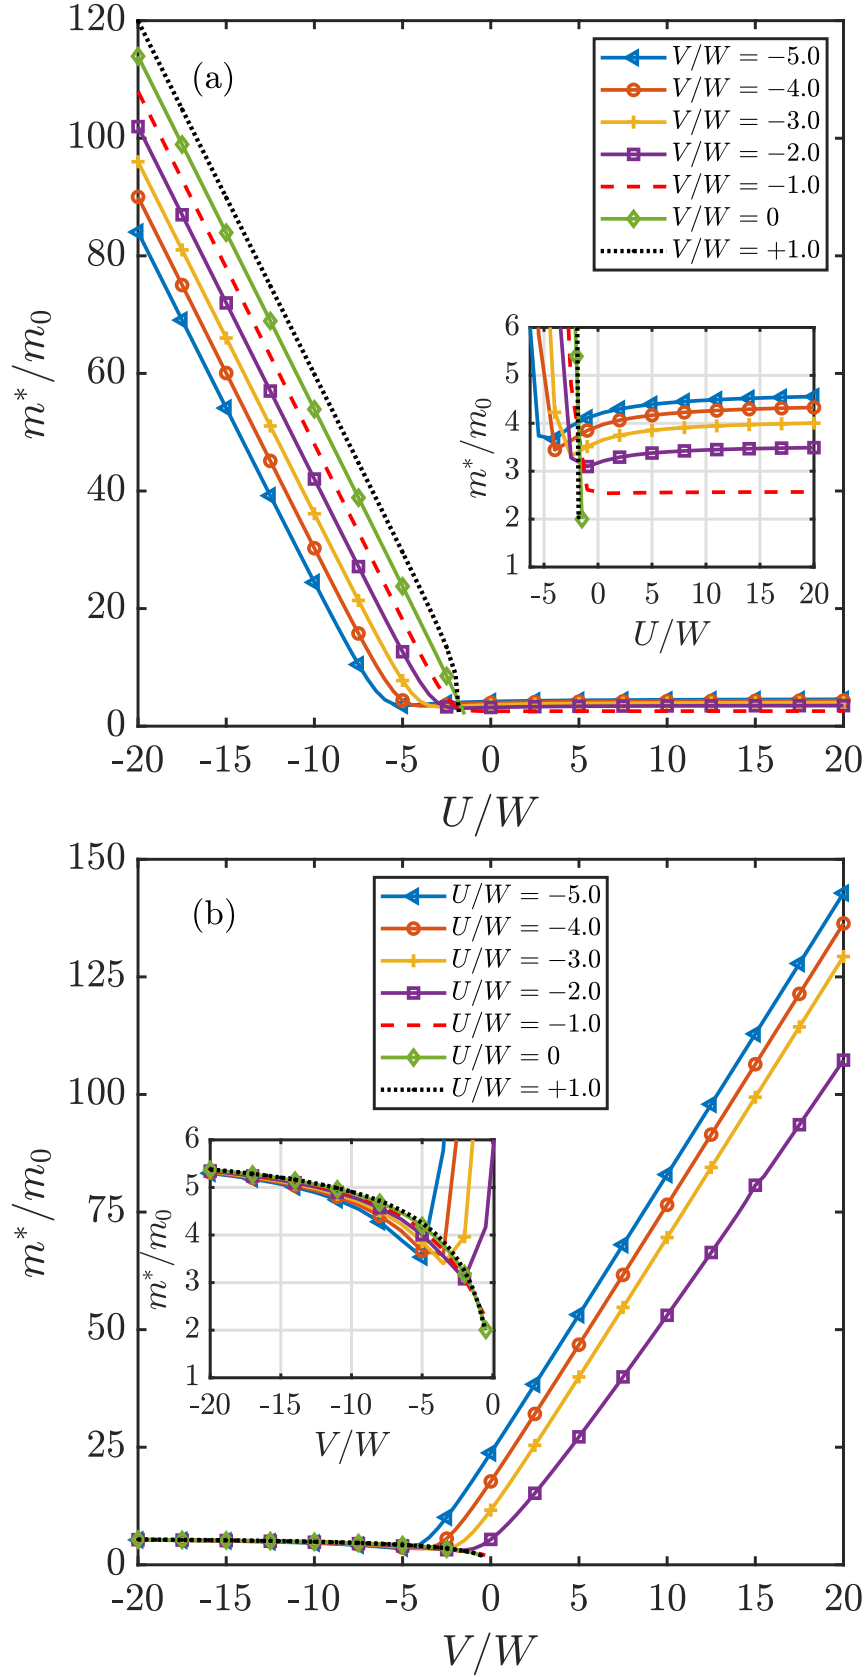 120
100
80
60
40
20
0
m*/m0
(a)
V/W = −5.0
V/W = −4.0
V/W = −3.0
V/W = −2.0
V/W = −1.0
V/W = 0
V/W = +1.0
6
5
4
3
2
1
m*/m0
-5 0 5 10 15 20
U/W
-20 -15 -10 -5 0 5 10 15 20
U/W
150
125
100
75
50
25
0
m*/m0
(b)
U/W = −5.0
U/W = −4.0
U/W = −3.0
U/W = −2.0
U/W = −1.0
U/W = 0
U/W = +1.0
6
5
4
3
2
1
m*/m0
-20 -15 -10 -5 0
V/W
-20 -15 -10 -5 0 5 10 15 20
V/W